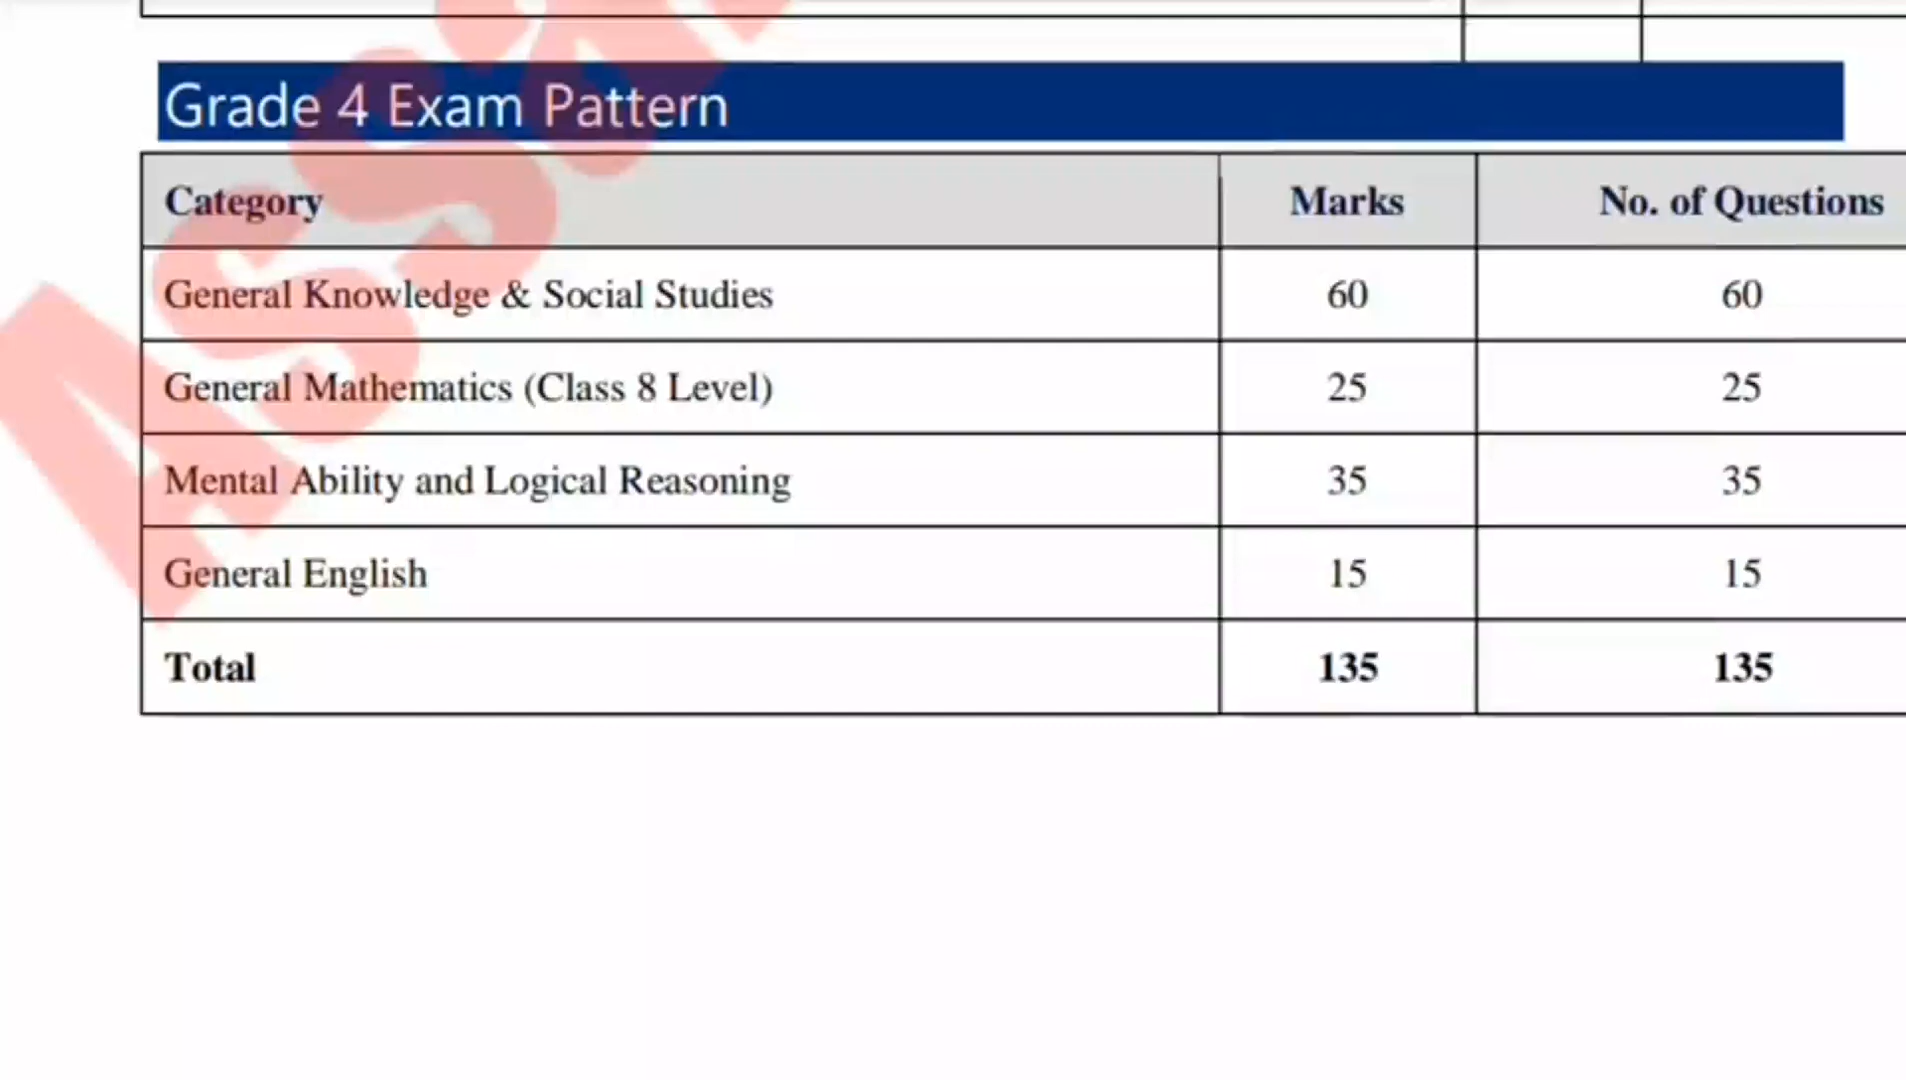 Grade 4 Exam Pattern
Category Marks No. of Questions
General Knowledge & Social Studies 60 60
General Mathematics (Class 8 Level) 25 25
Mental Ability and Logical Reasoning 35 35
General English 15 15
Total 135 135